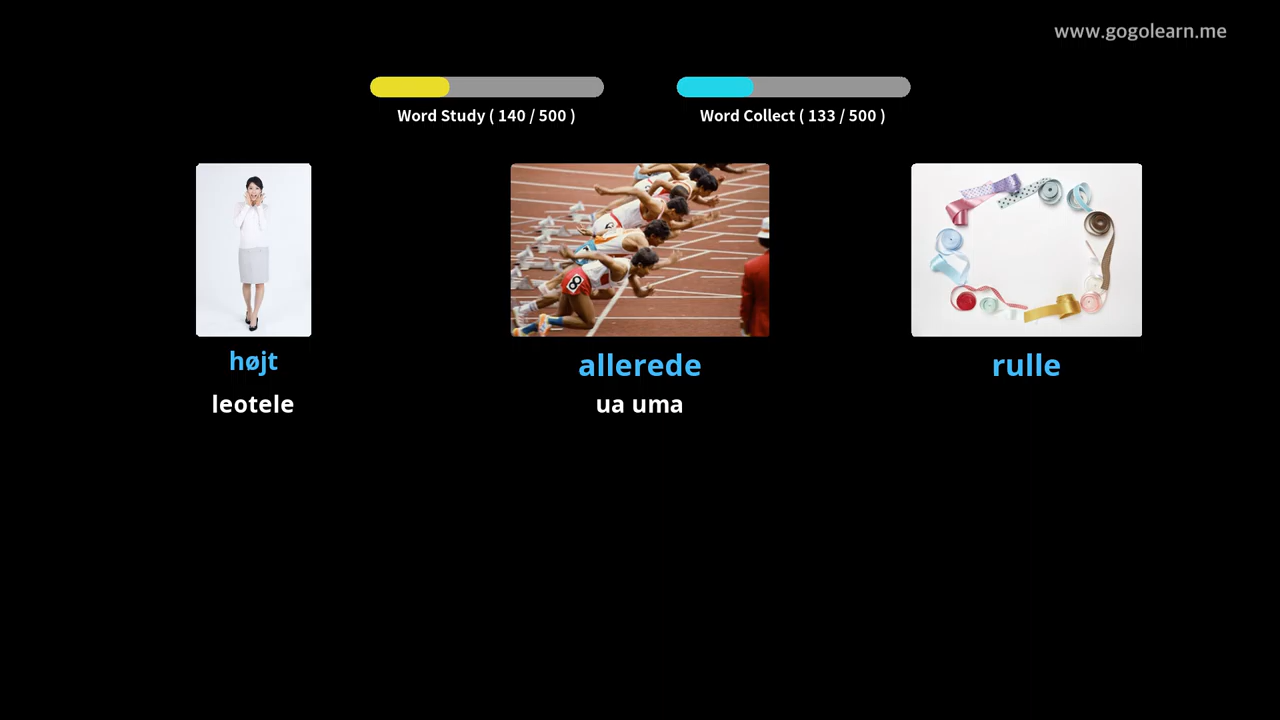 www.gogolearn.me
Word Study ( 140 / 500 )
Word Collect ( 133 / 500 )
højt
allerede
rulle
leotele
ua uma